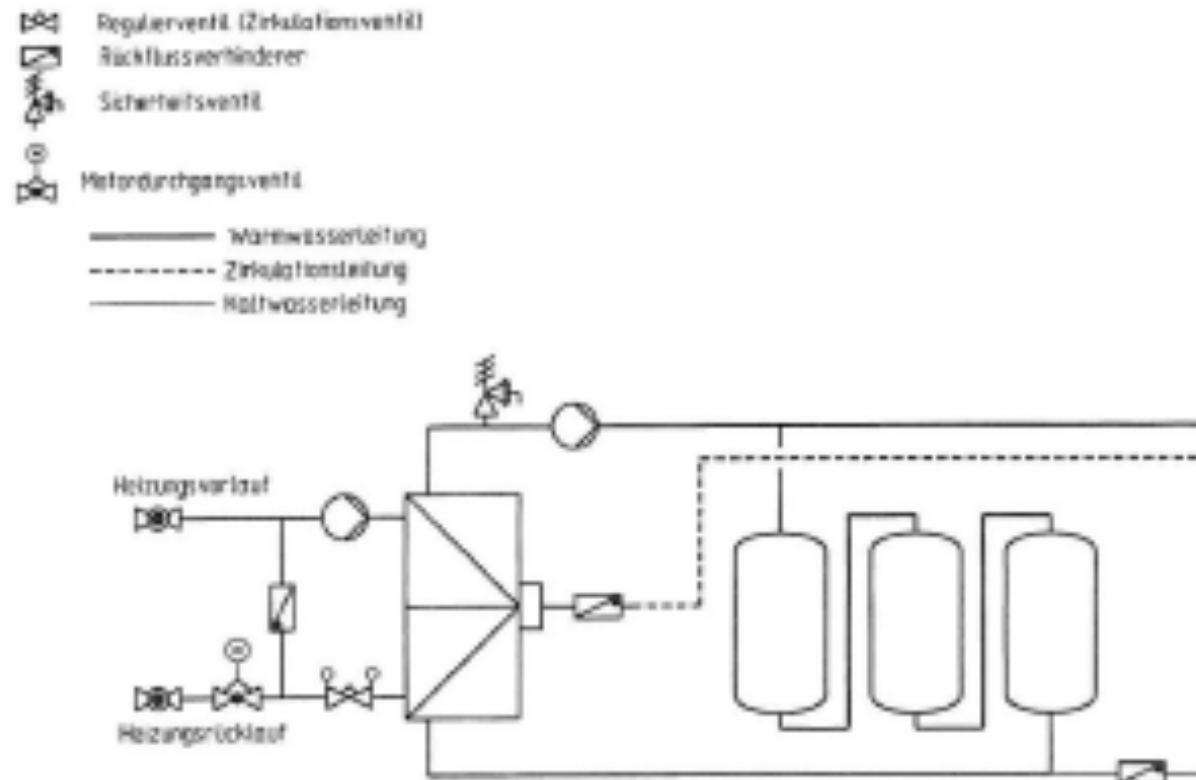 Regulierventil (Zirkulationsventil)
Rückflussverhinderer
Sicherheitsventil
Motordurchgangsventil
Warmwasserleitung
Zirkulationsleitung
Kaltwasserleitung
Heizungsvorlauf
Heizungsrücklauf